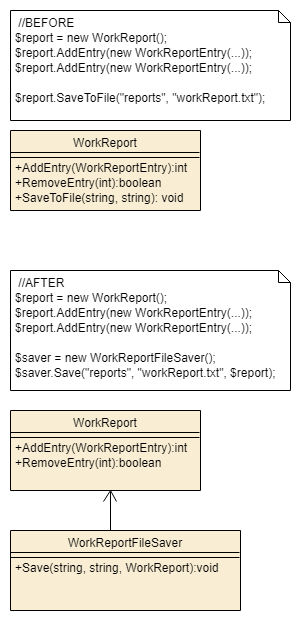 //BEFORE
$report = new WorkReport();
$report.AddEntry(new WorkReportEntry(...));
$report.AddEntry(new WorkReportEntry(...));
$report.SaveToFile("reports", "workReport.txt");
WorkReport
+AddEntry(WorkReportEntry):int
+RemoveEntry(int):boolean
+SaveToFile(string, string): void
//AFTER
$report = new WorkReport();
$report.AddEntry(new WorkReportEntry(...));
$report.AddEntry(new WorkReportEntry(...));
$saver = new WorkReportFileSaver();
$saver.Save("reports", "workReport.txt", $report);
WorkReport
+AddEntry(WorkReportEntry):int
+RemoveEntry(int):boolean
WorkReportFileSaver
+Save(string, string, WorkReport):void